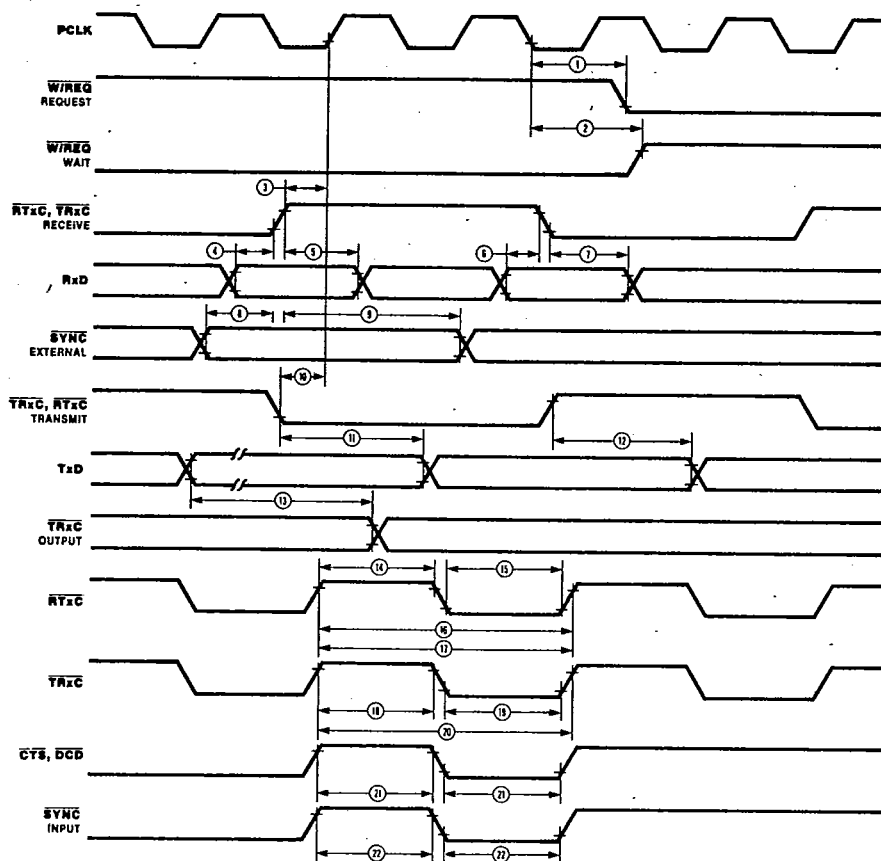 PCLK
1
W/REQ
REQUEST
2
W/REQ
WAIT
3
RTxC, TRxC
RECEIVE
4 5 6 7
RxD
8 9
SYNC
EXTERNAL
10
TRxC, RTxC
TRANSMIT
11 12
TxD
13
TRxC
OUTPUT
14 15
RTxC
16
17
TRxC
18 19
20
CTS, DCD
21 21
SYNC
INPUT
22 22